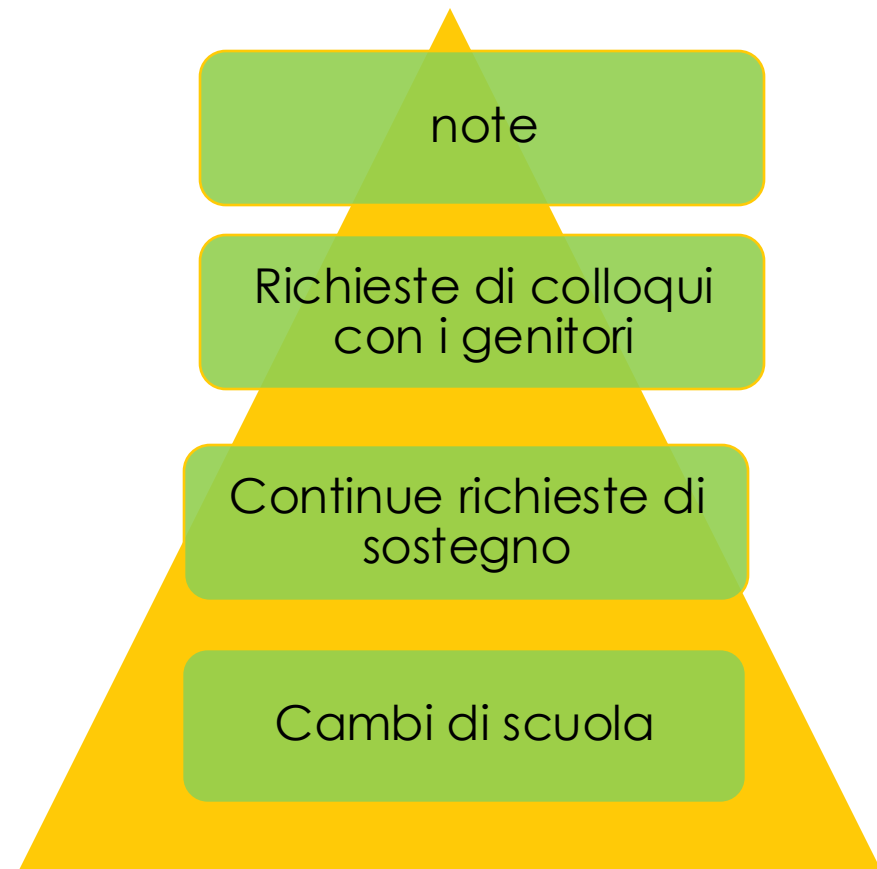 note
Richieste di colloqui
con i genitori
Continue richieste di
sostegno
Cambi di scuola